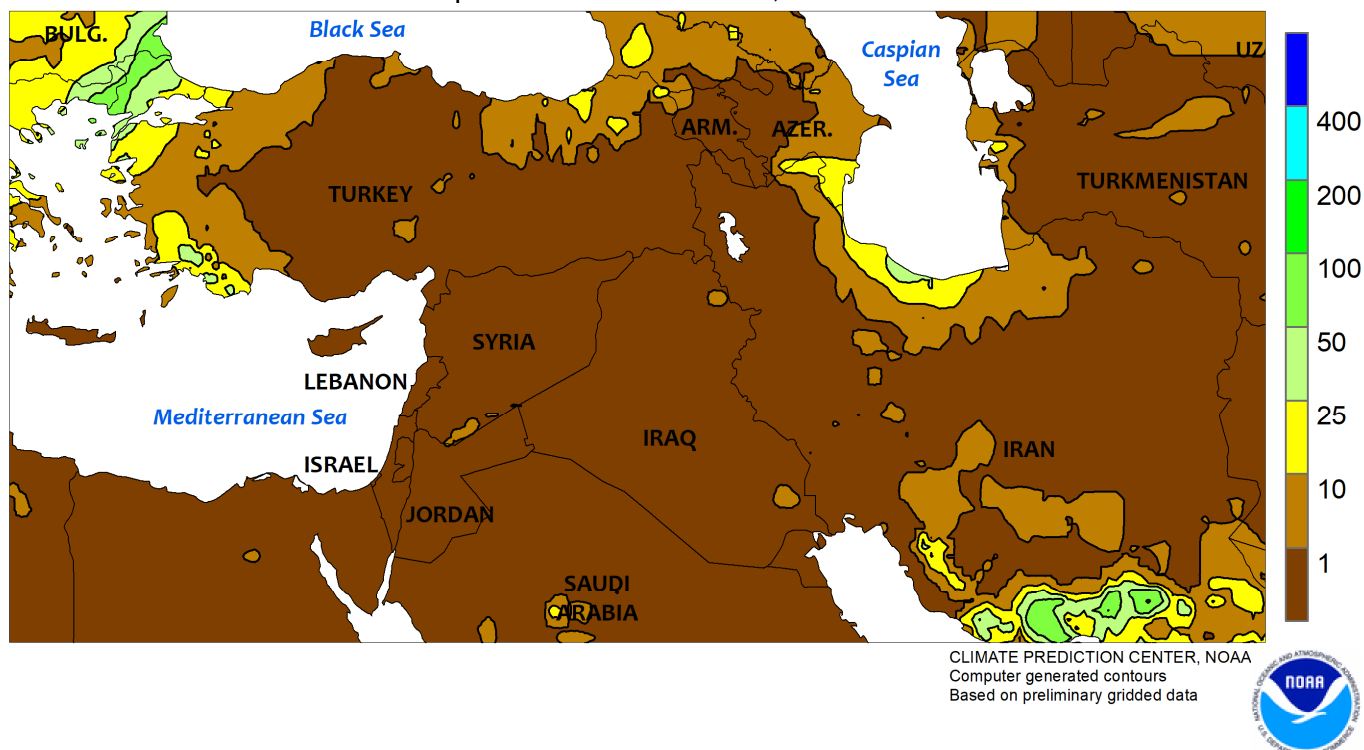 BULG.
Black Sea
Caspian
Sea
UZ
400
ARM.
AZER.
TURKEY
TURKMENISTAN
200
100
SYRIA
50
LEBANON
Mediterranean Sea
25
IRAQ
IRAN
ISRAEL
10
JORDAN
1
SAUDI
ARABIA
CLIMATE PREDICTION CENTER, NOAA
Computer generated contours
Based on preliminary gridded data
NOAA